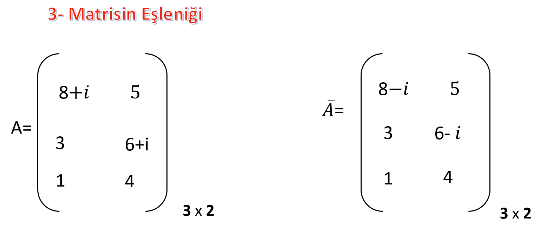 3- Matrisin Eşleniği
A= 8+i 5
3 6+i
1 4
3 x 2
Ā= 8−i 5
3 6- i
1 4
3 x 2